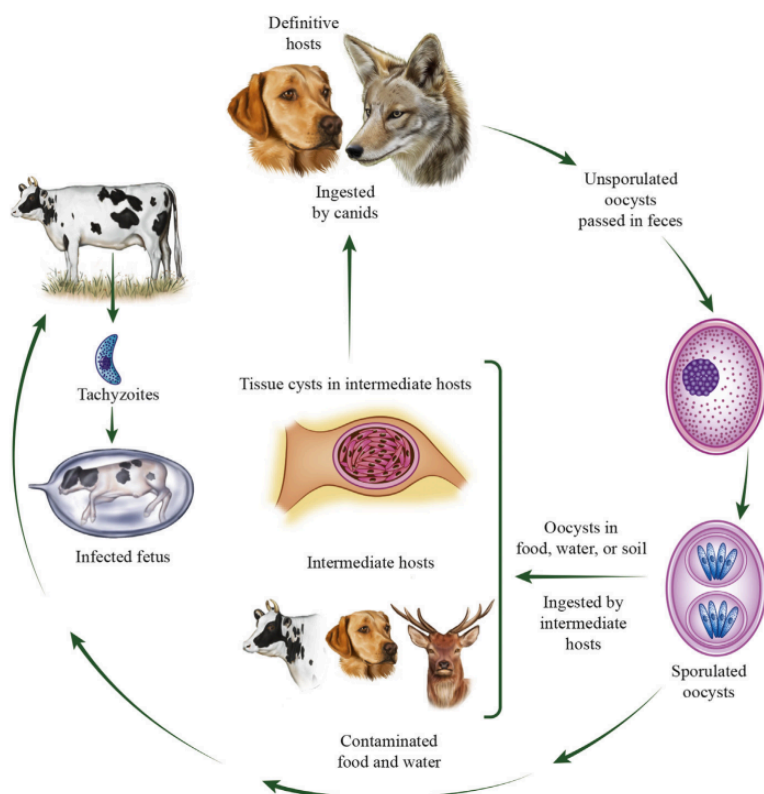 Definitive
hosts
Ingested
by canids
Unsporulated
oocysts
passed in feces
Tachyzoites
Infected fetus
Tissue cysts in intermediate hosts
Intermediate hosts
Oocysts in
food, water, or soil
Ingested by
intermediate
hosts
Sporulated
oocysts
Contaminated
food and water